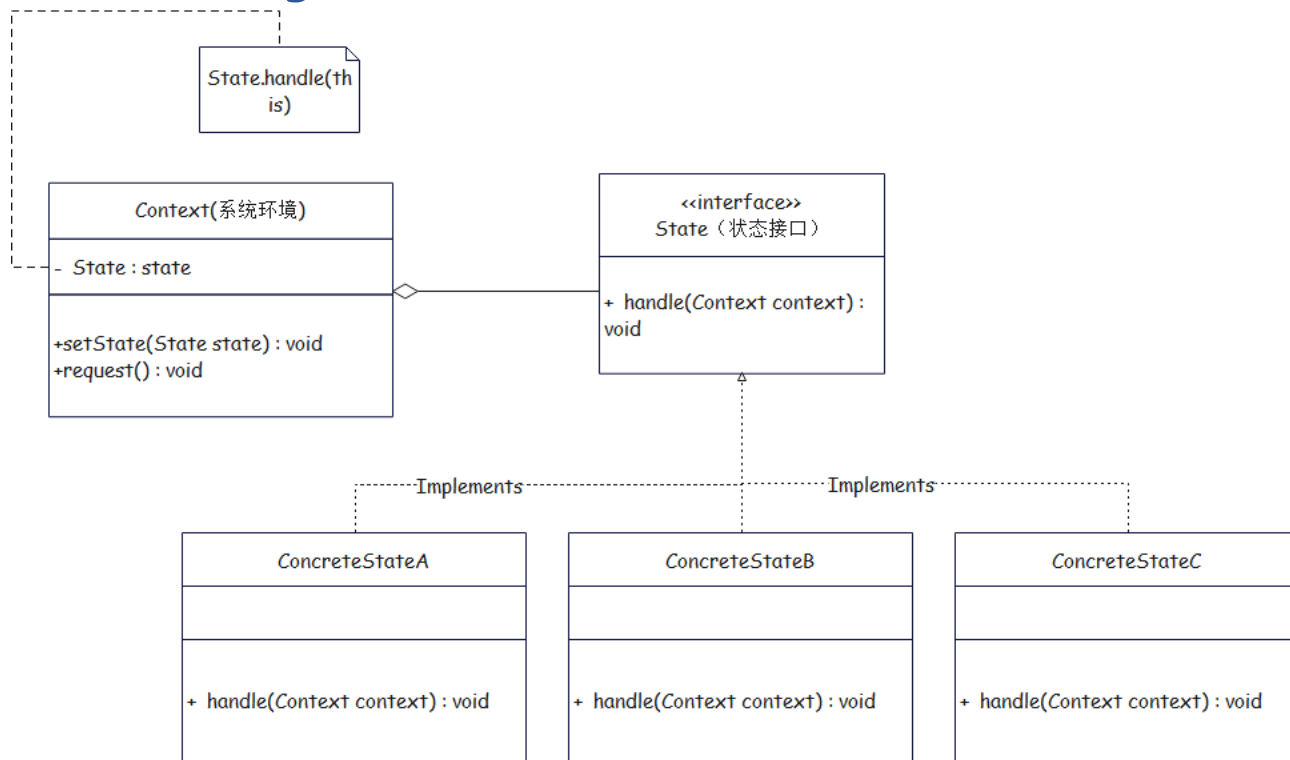 State.handle(th
is)
Context(系统环境)
- State : state
+setState(State state) : void
+request() : void
<<interface>>
State（状态接口）
+ handle(Context context) :
void
Implements
Implements
ConcreteStateA
+ handle(Context context) : void
ConcreteStateB
+ handle(Context context) : void
ConcreteStateC
+ handle(Context context) : void